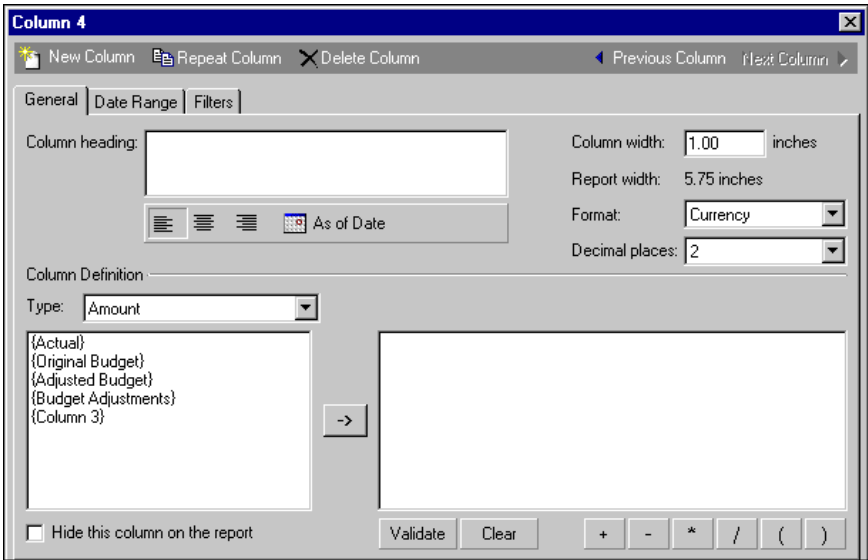 Column 4
New Column Repeat Column Delete Column Previous Column Next Column
General Date Range Filters
Column heading:
Column width: 1.00 inches
Report width: 5.75 inches
As of Date
Format: Currency
Decimal places: 2
Column Definition
Type: Amount
{Actual}
{Original Budget}
{Adjusted Budget}
{Budget Adjustments}
{Column 3}
->
Hide this column on the report Validate Clear + - * / ( )